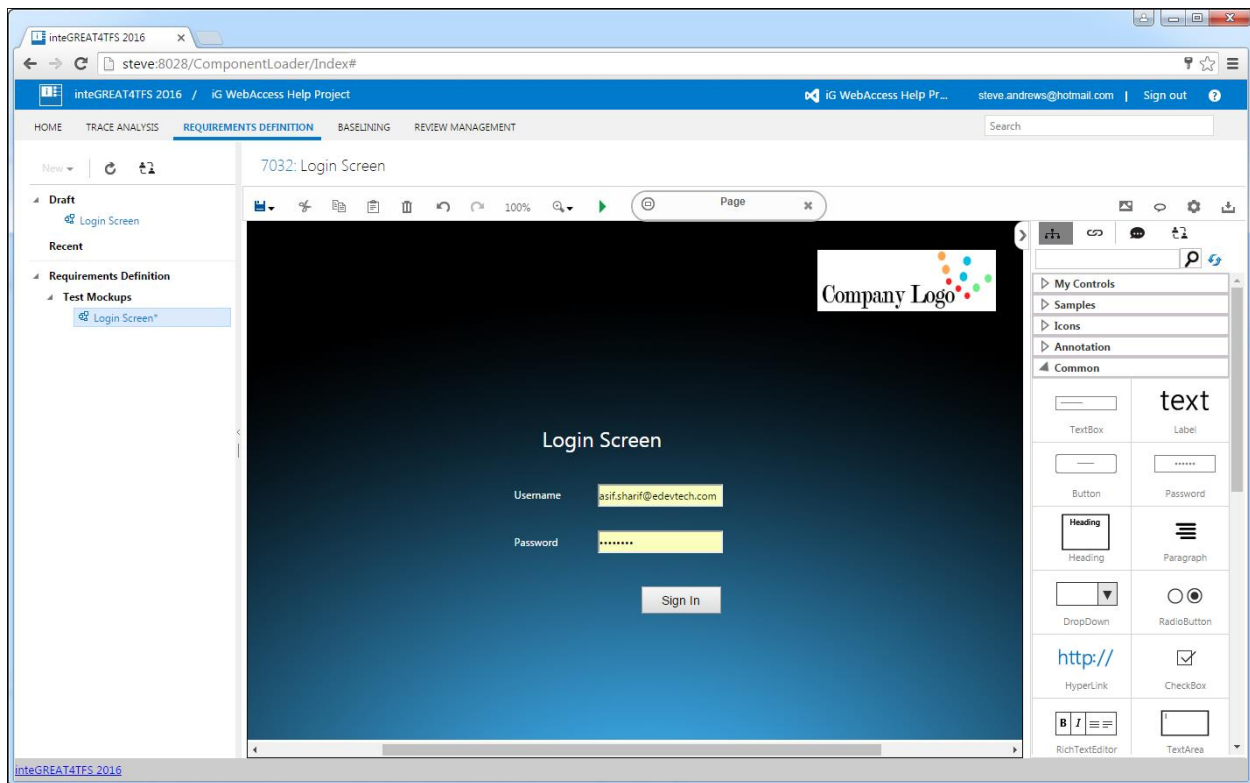 inteGREAT4TFS 2016
steve:8028/ComponentLoader/Index#
inteGREAT4TFS 2016 / iG WebAccess Help Project
iG WebAccess Help Pr... steve.andrews@hotmail.com | Sign out ?
HOME TRACE ANALYSIS REQUIREMENTS DEFINITION BASELINING REVIEW MANAGEMENT Search
New
7032: Login Screen
Draft
Login Screen
Recent
Requirements Definition
Test Mockups
Login Screen*
100% Page
Company Logo
Login Screen
Username asif.sharif@edevtech.com
Password ••••••••
Sign In
My Controls
Samples
Icons
Annotation
Common
text
TextBox Label
Button Password
Heading
Heading Paragraph
DropDown RadioButton
http://
HyperLink CheckBox
B I
RichTextEditor TextArea
inteGREAT4TFS 2016